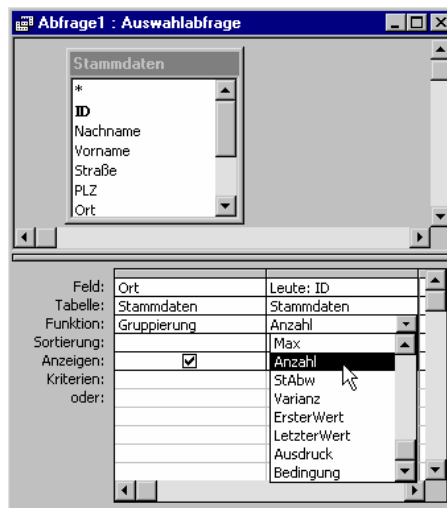 Abfrage1 : Auswahlabfrage
Stammdaten
*
ID
Nachname
Vorname
Straße
PLZ
Ort
Feld: Ort Leute: ID
Tabelle: Stammdaten Stammdaten
Funktion: Gruppierung Anzahl
Sortierung: Max
Anzeigen: Anzahl
Kriterien: StAbw
oder: Varianz
ErsterWert
LetzterWert
Ausdruck
Bedingung